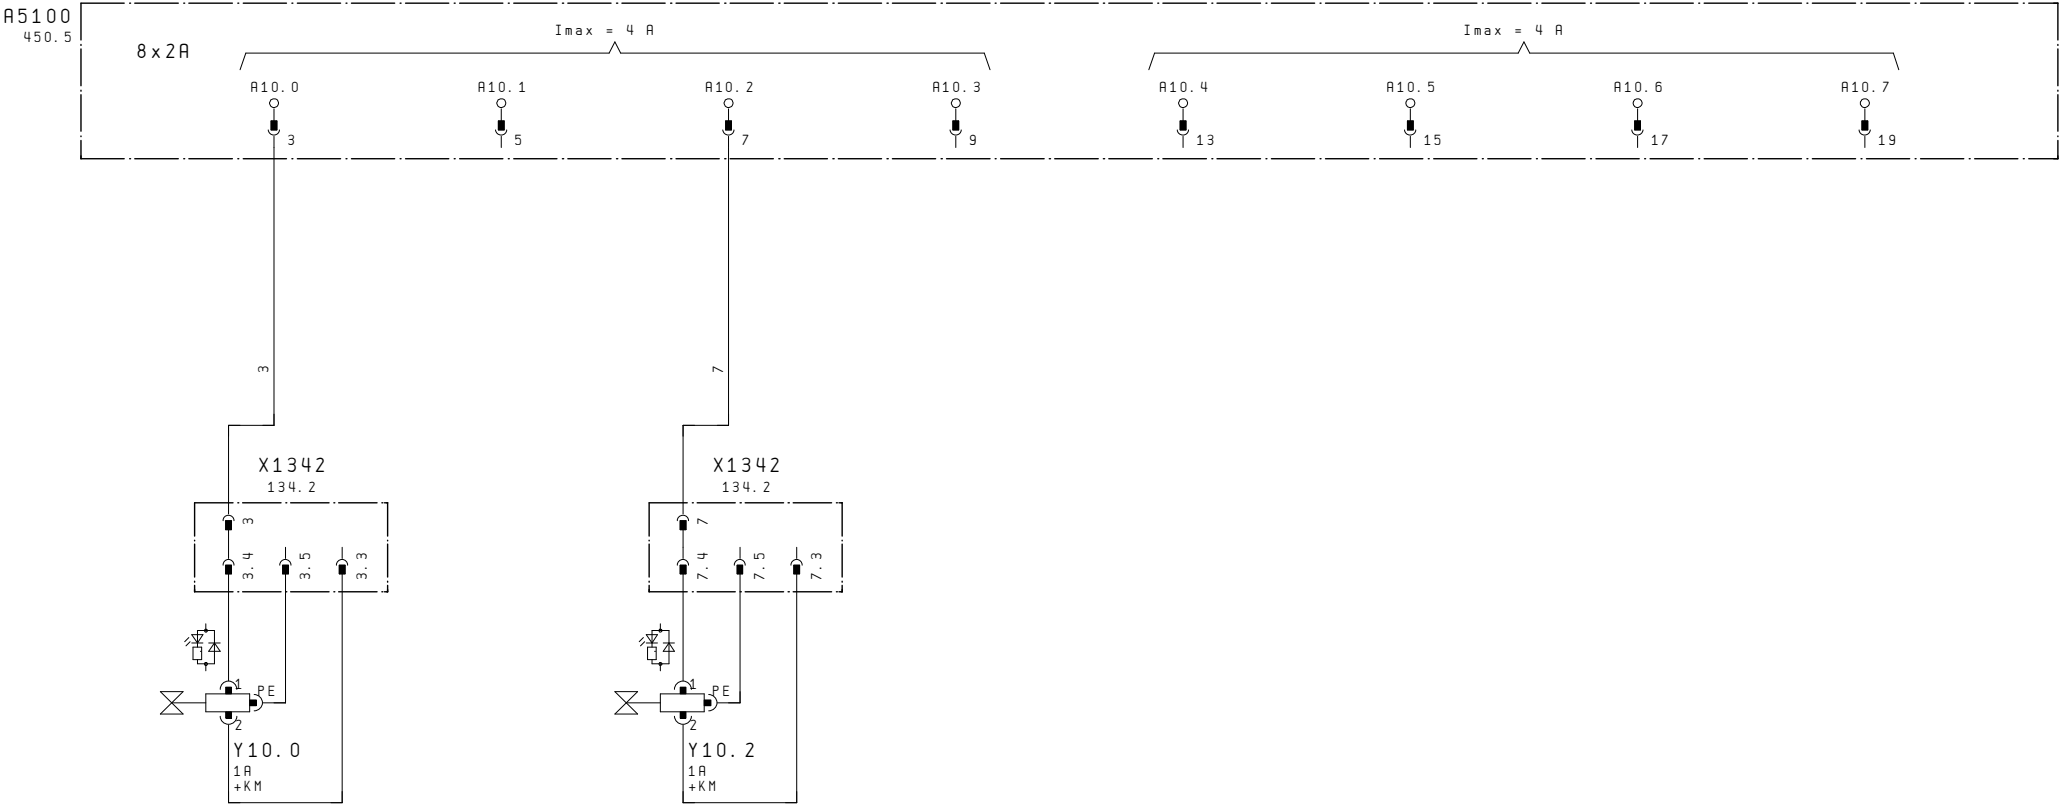 A5100
450.5
8x2A
Imax = 4 A
Imax = 4 A
A10.0
A10.1
A10.2
A10.3
A10.4
A10.5
A10.6
A10.7
3
5
7
9
13
15
17
19
3
7
X1342
134.2
X1342
134.2
3
3.4
3.5
3.3
7
7.4
7.5
7.3
1
PE
2
1
PE
2
Y10.0
1A
+KM
Y10.2
1A
+KM